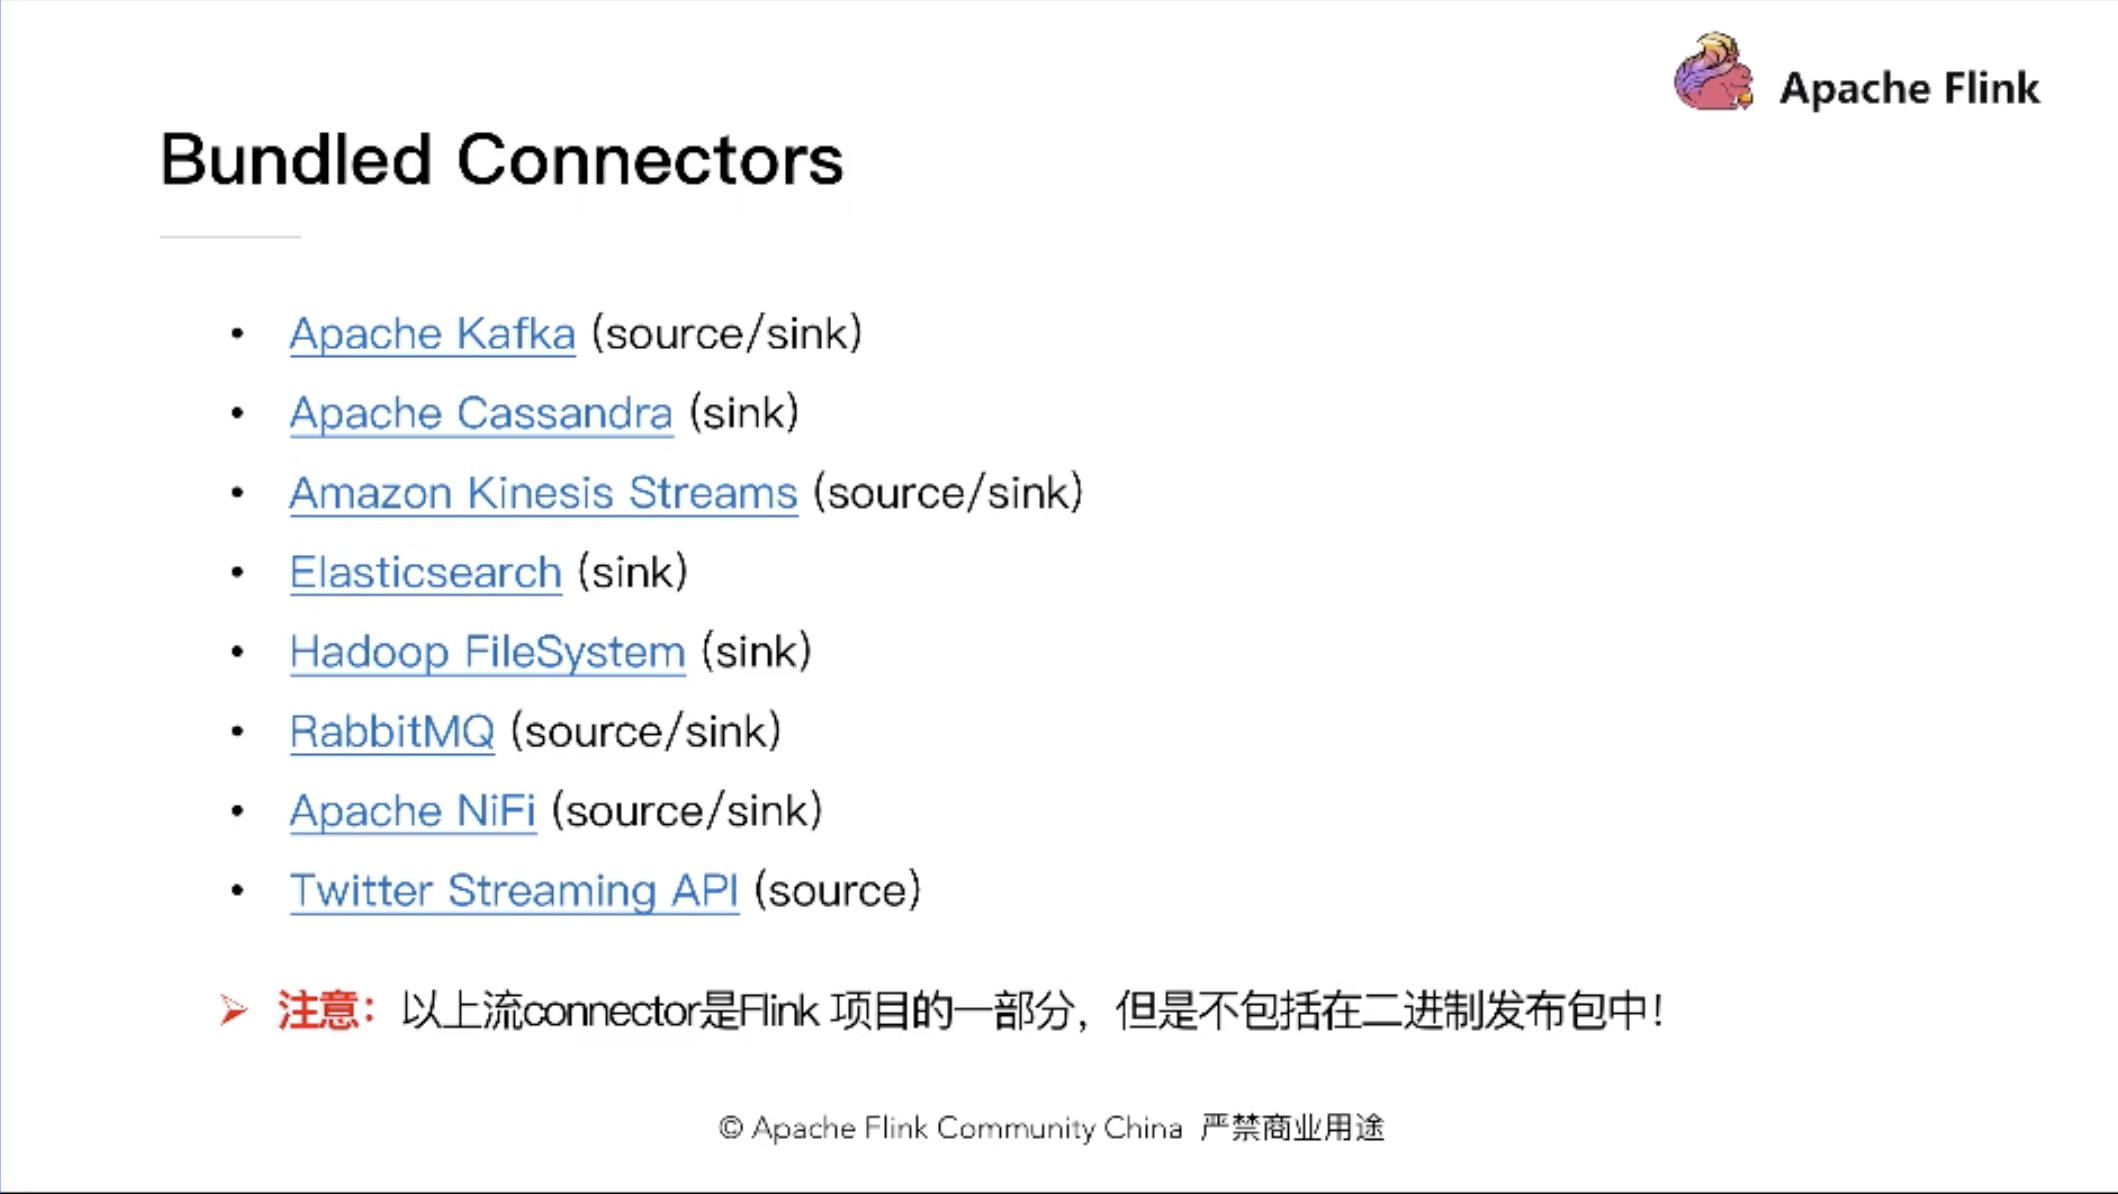 Apache Flink
Bundled Connectors
• Apache Kafka (source/sink)
• Apache Cassandra (sink)
• Amazon Kinesis Streams (source/sink)
• Elasticsearch (sink)
• Hadoop FileSystem (sink)
• RabbitMQ (source/sink)
• Apache NiFi (source/sink)
• Twitter Streaming API (source)
➢ 注意：以上流connector是Flink 项目的一部分，但是不包括在二进制发布包中！
© Apache Flink Community China 严禁商业用途